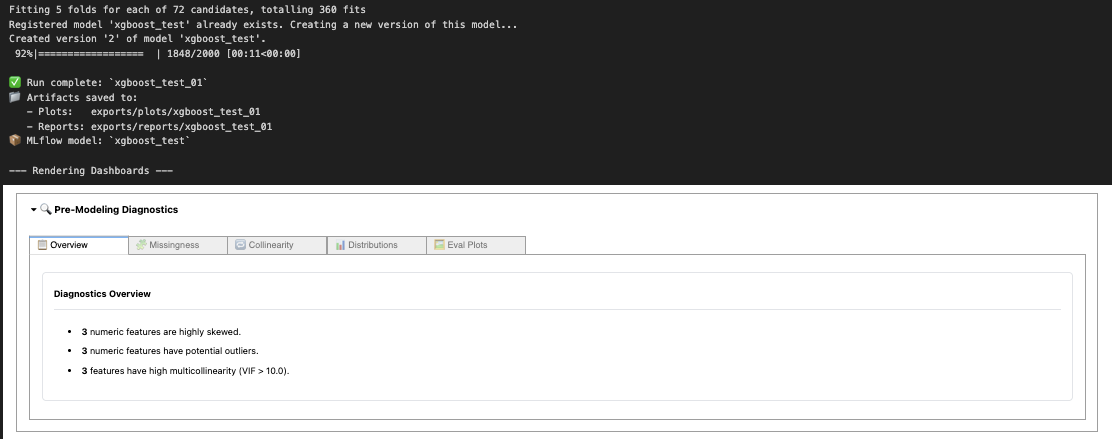 Fitting 5 folds for each of 72 candidates, totalling 360 fits
Registered model 'xgboost_test' already exists. Creating a new version of this model...
Created version '2' of model 'xgboost_test'.
92%|================== | 1848/2000 [00:11<00:00]
✅ Run complete: `xgboost_test_01`
📁 Artifacts saved to:
- Plots: exports/plots/xgboost_test_01
- Reports: exports/reports/xgboost_test_01
📦 MLflow model: `xgboost_test`
--- Rendering Dashboards ---
▼ 🔍 Pre-Modeling Diagnostics
Overview Missingness Collinearity Distributions Eval Plots
Diagnostics Overview
• 3 numeric features are highly skewed.
• 3 numeric features have potential outliers.
• 3 features have high multicollinearity (VIF > 10.0).